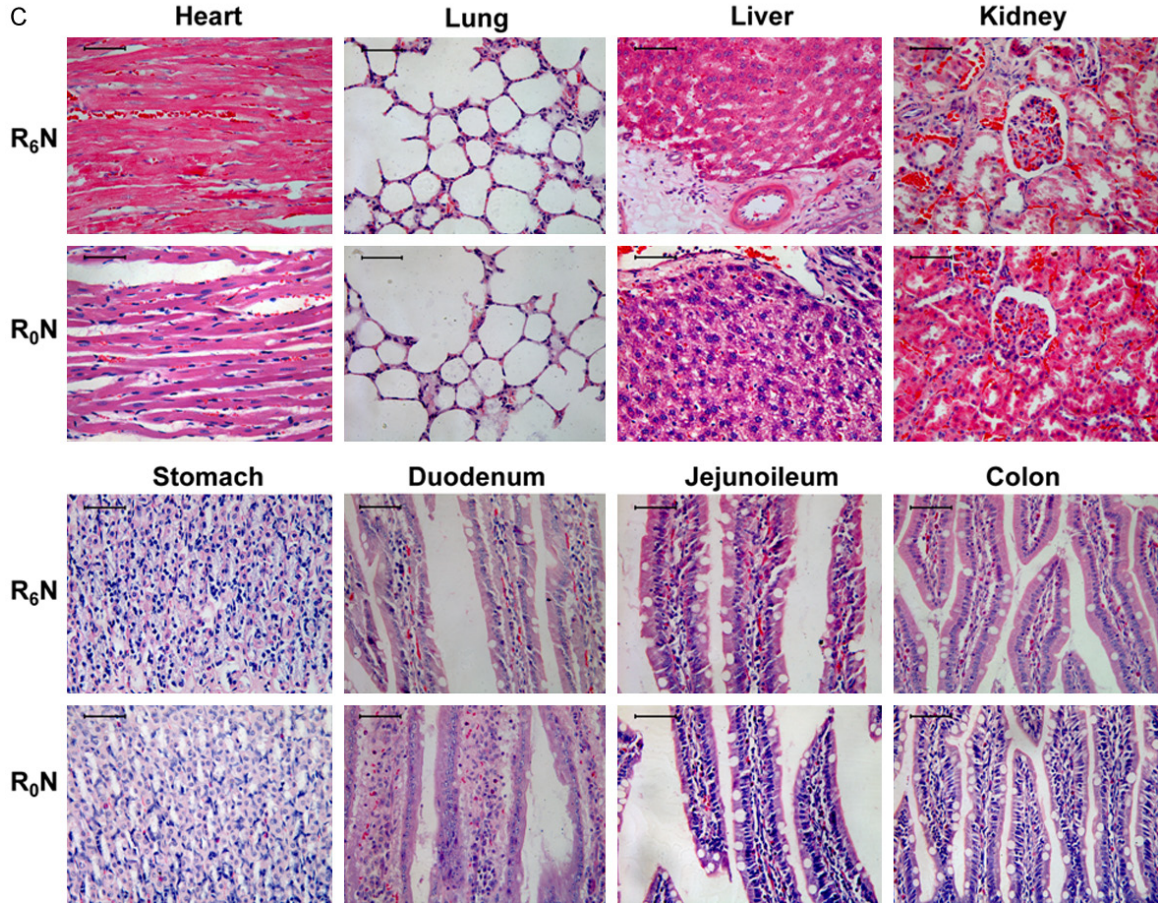 C
Heart Lung Liver Kidney
R₆N
R₀N
Stomach Duodenum Jejunoileum Colon
R₆N
R₀N